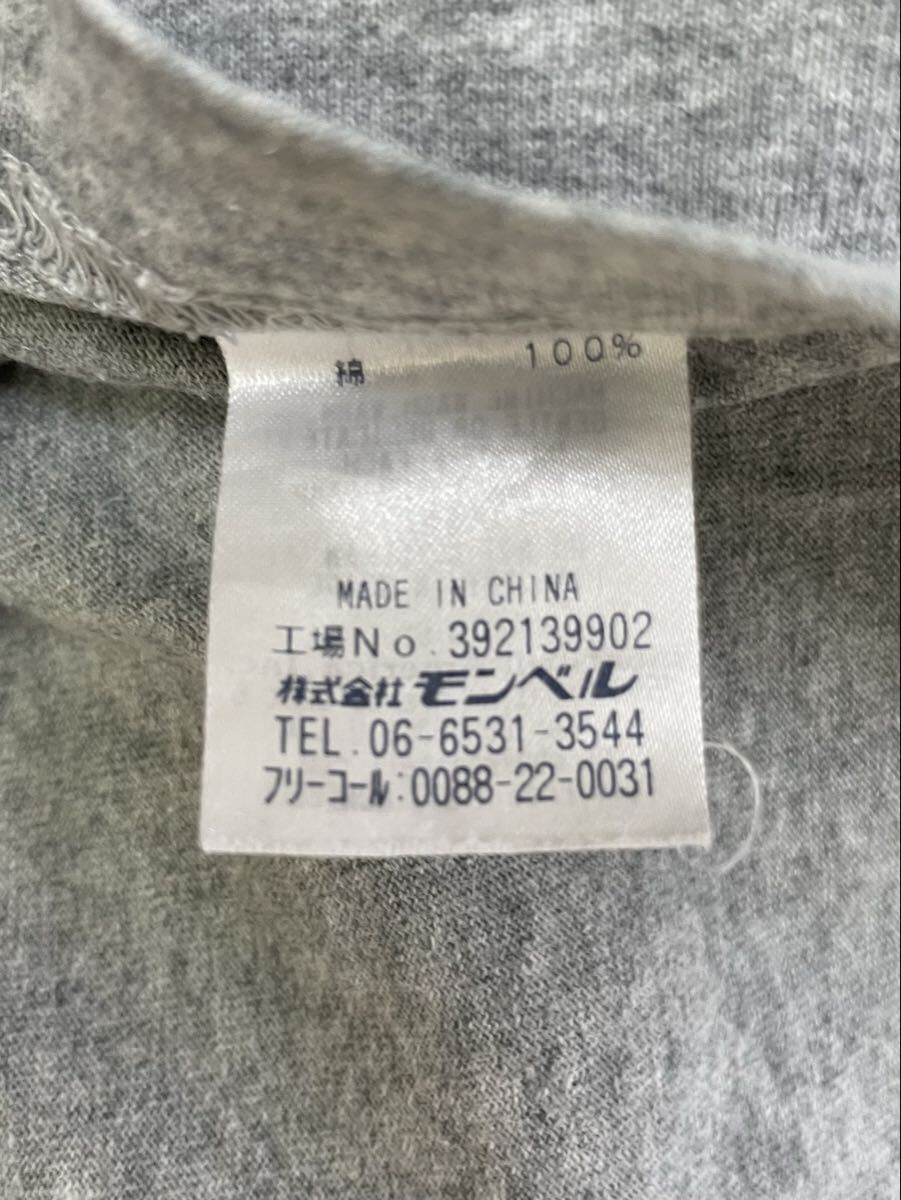 綿 100%
MADE IN CHINA
工場No.392139902
株式会社モンベル
TEL.06-6531-3544
フリーコール:0088-22-0031